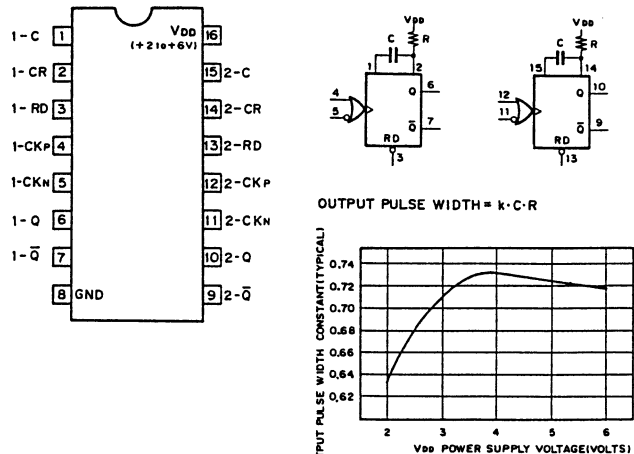 1-C 1 VDD 16
(+2 to +6V)
1-CR 2 15 2-C
1-RD 3 14 2-CR
1-CKP 4 13 2-RD
1-CKN 5 12 2-CKP
1-Q 6 11 2-CKN
1-Q̅ 7 10 2-Q
8 GND 9 2-Q̅
VDD
C R
1 2
4 Q 6
5 Q̅ 7
RD
3
VDD
C R
15 14
12 Q 10
11 Q̅ 9
RD
13
OUTPUT PULSE WIDTH = k·C·R
PUT PULSE WIDTH CONSTANT(TYPICAL)
0,74
0,72
0,70
0,68
0,66
0,64
0,62
2 3 4 5 6
VDD POWER SUPPLY VOLTAGE(VOLTS)